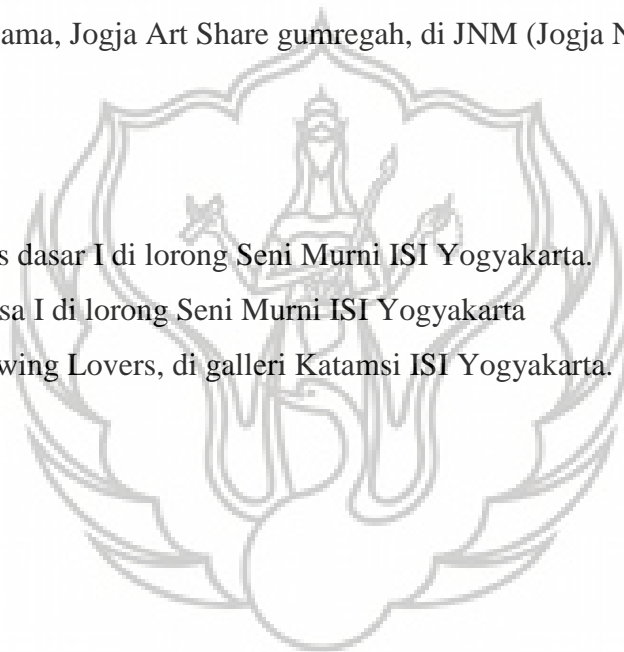 ama, Jogja Art Share gumregah, di JNM (Jogja N
s dasar I di lorong Seni Murni ISI Yogyakarta.
sa I di lorong Seni Murni ISI Yogyakarta
wing Lovers, di galleri Katamsi ISI Yogyakarta.